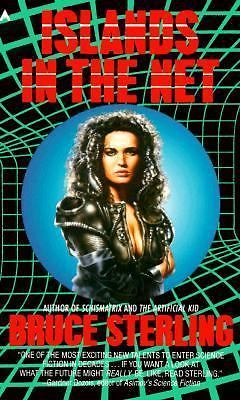 ISLANDS
IN THE NET
AUTHOR OF SCHISMATRIX AND THE ARTIFICIAL KID
BRUCE STERLING
"ONE OF THE MOST EXCITING NEW TALENTS TO ENTER SCIENCE
FICTION IN DECADES . . . IF YOU WANT A LOOK AT
WHAT THE FUTURE MIGHT REALLY BE LIKE, READ STERLING."
Gardner Dozois, editor of Asimov's Science Fiction